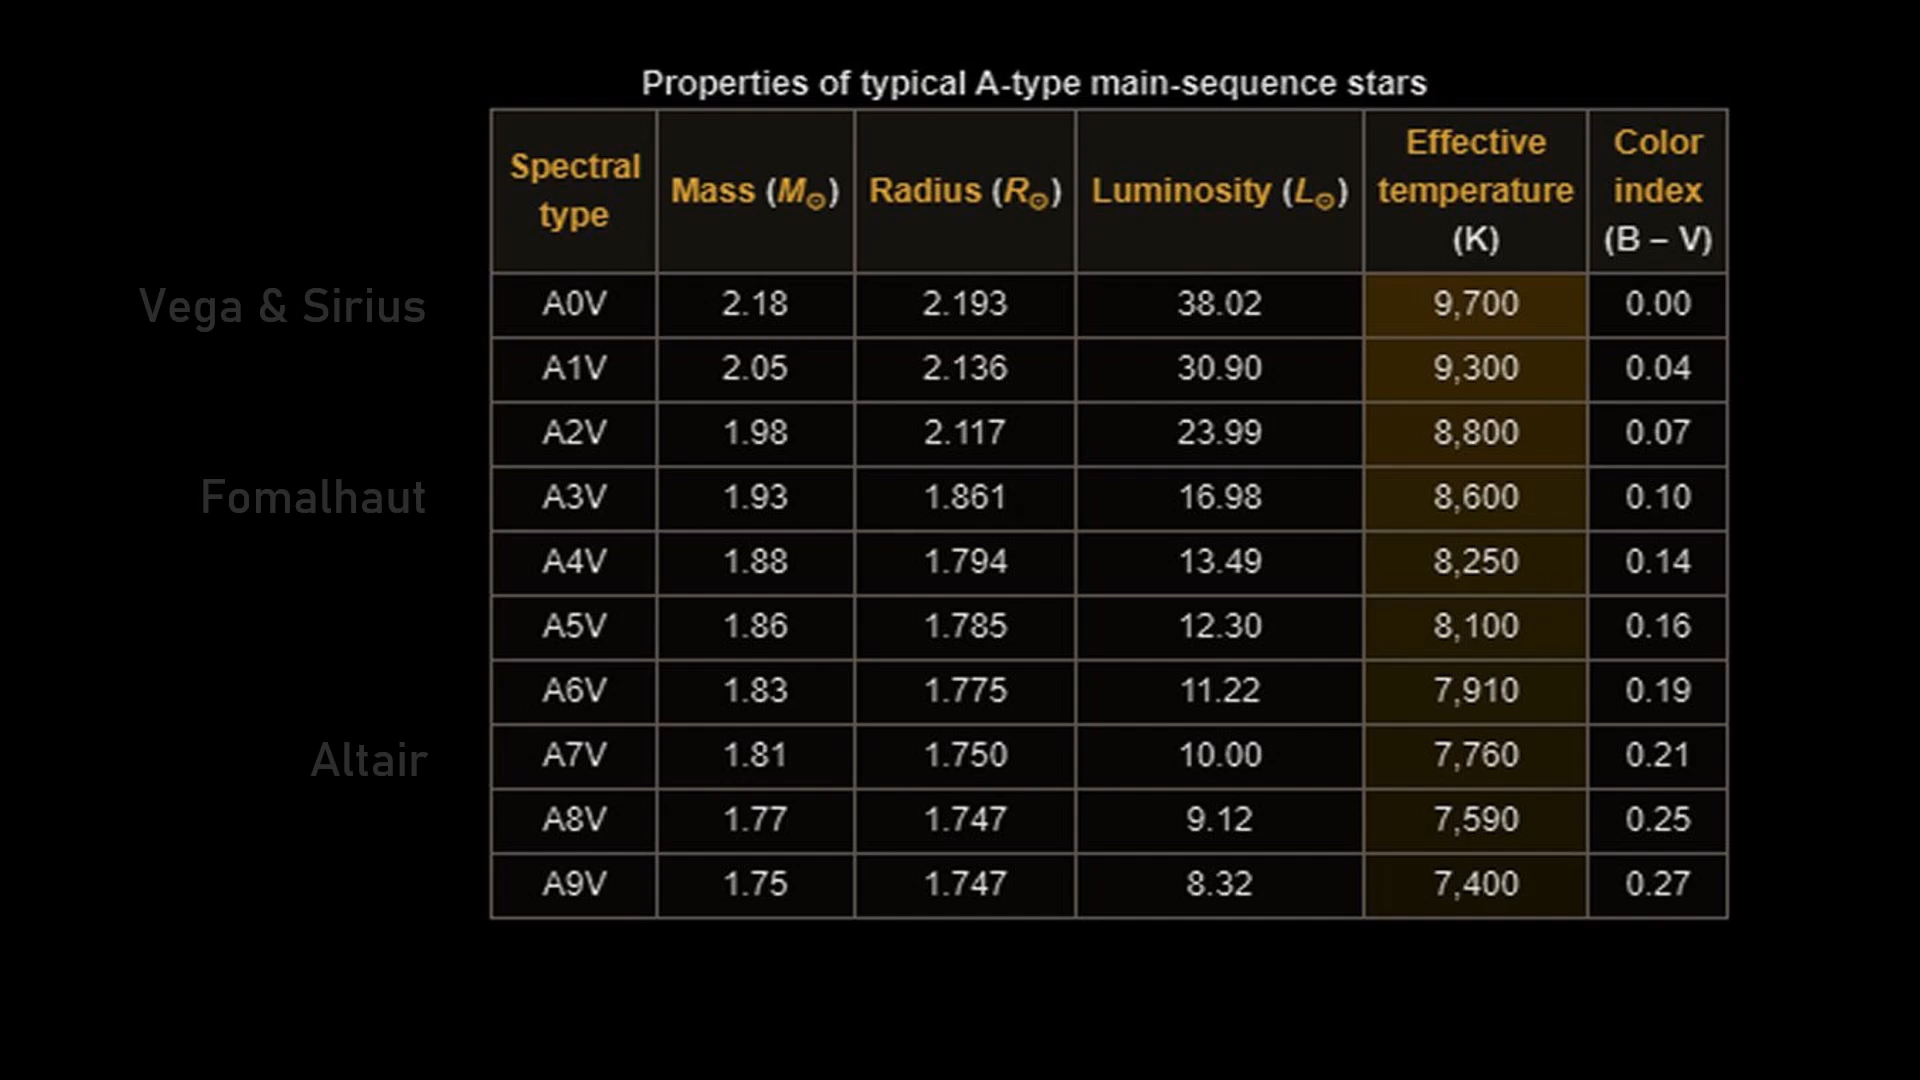 Properties of typical A-type main-sequence stars
Spectral type Mass (M☉) Radius (R☉) Luminosity (L☉) Effective temperature (K) Color index (B – V)
Vega & Sirius A0V 2.18 2.193 38.02 9,700 0.00
A1V 2.05 2.136 30.90 9,300 0.04
A2V 1.98 2.117 23.99 8,800 0.07
Fomalhaut A3V 1.93 1.861 16.98 8,600 0.10
A4V 1.88 1.794 13.49 8,250 0.14
A5V 1.86 1.785 12.30 8,100 0.16
A6V 1.83 1.775 11.22 7,910 0.19
Altair A7V 1.81 1.750 10.00 7,760 0.21
A8V 1.77 1.747 9.12 7,590 0.25
A9V 1.75 1.747 8.32 7,400 0.27